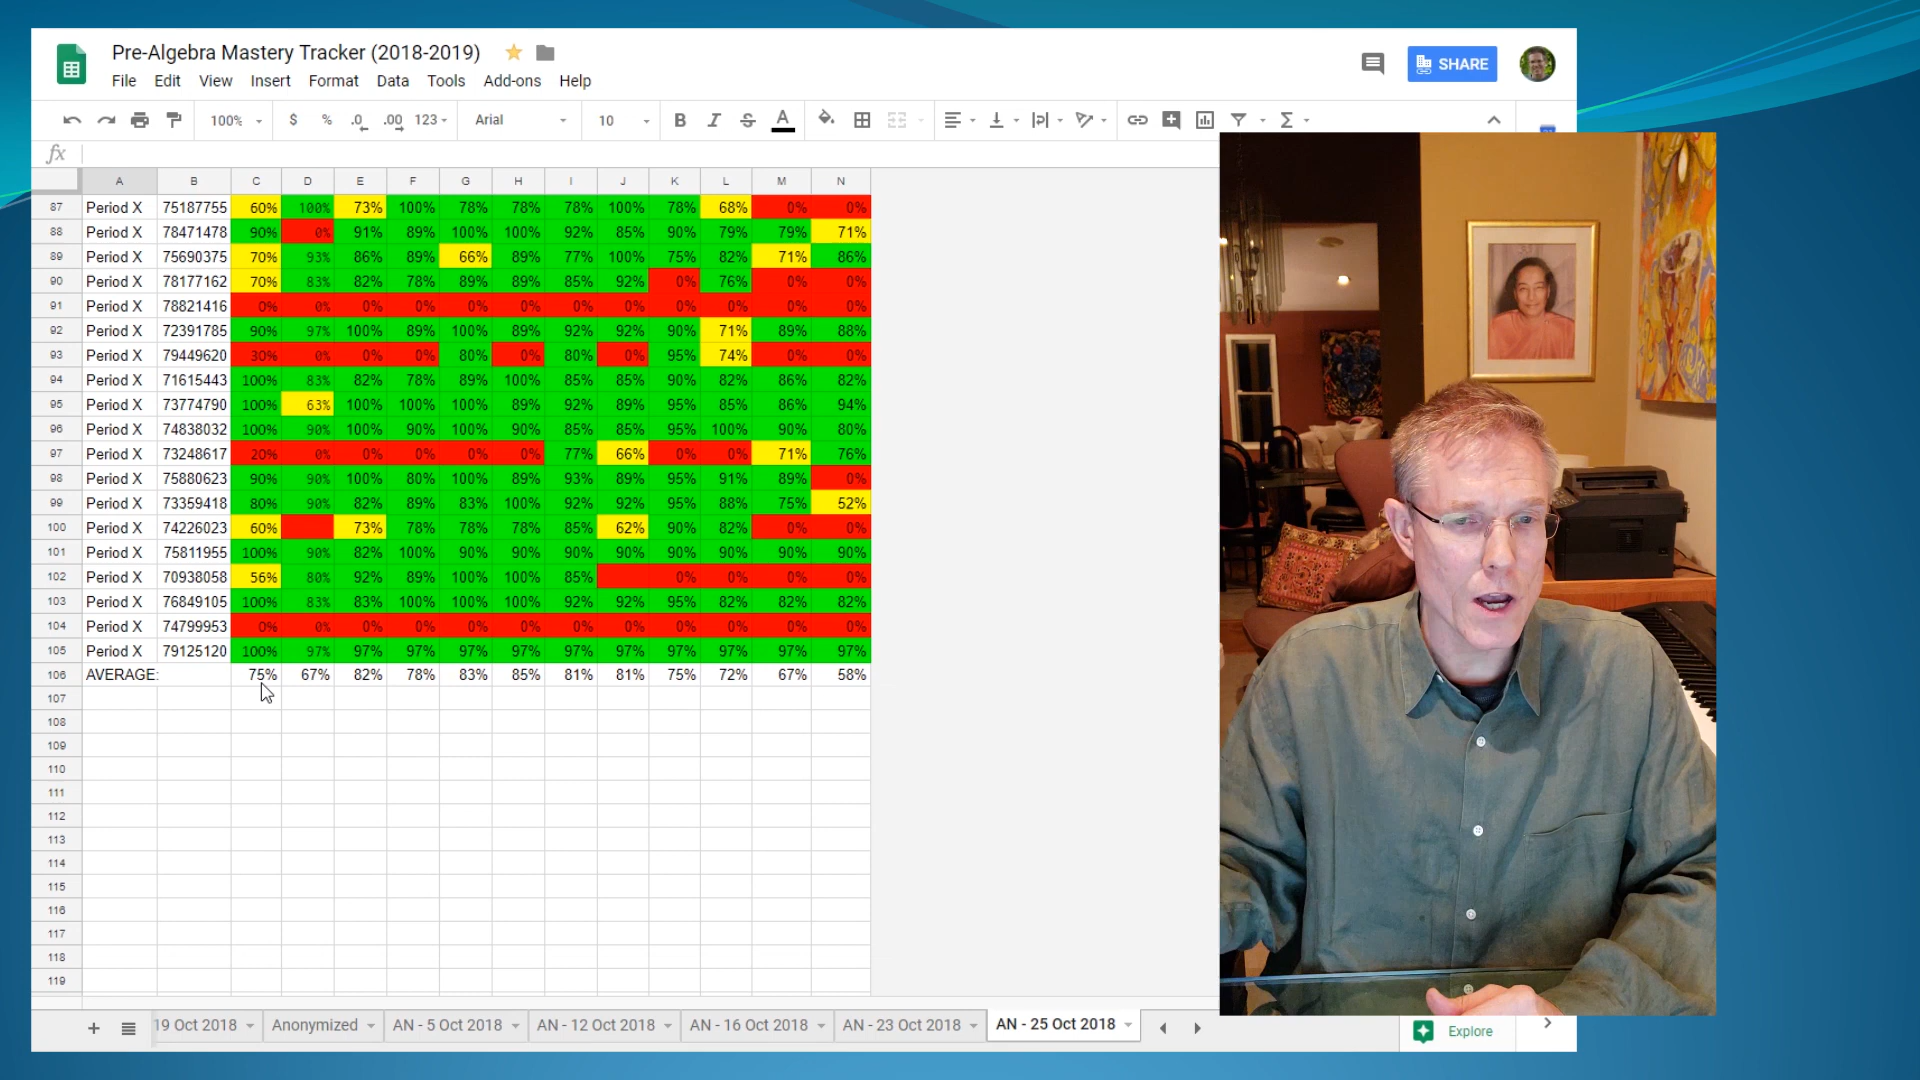 Pre-Algebra Mastery Tracker (2018-2019)
SHARE
File Edit View Insert Format Data Tools Add-ons Help
100% $ % .0 .00 123 Arial 10 B I S A
fx
A B C D E F G H I J K L M N
87 Period X 75187755 60% 100% 73% 100% 78% 78% 78% 100% 78% 68% 0% 0%
88 Period X 78471478 90% 0% 91% 89% 100% 100% 92% 85% 90% 79% 79% 71%
89 Period X 75690375 70% 93% 86% 89% 66% 89% 77% 100% 75% 82% 71% 86%
90 Period X 78177162 70% 83% 82% 78% 89% 89% 85% 92% 0% 76% 0% 0%
91 Period X 78821416 0% 0% 0% 0% 0% 0% 0% 0% 0% 0% 0% 0%
92 Period X 72391785 90% 97% 100% 89% 100% 89% 92% 92% 90% 71% 89% 88%
93 Period X 79449620 30% 0% 0% 0% 80% 0% 80% 0% 95% 74% 0% 0%
94 Period X 71615443 100% 83% 82% 78% 89% 100% 85% 85% 90% 82% 86% 82%
95 Period X 73774790 100% 63% 100% 100% 100% 89% 92% 89% 95% 85% 86% 94%
96 Period X 74838032 100% 90% 100% 90% 100% 90% 85% 85% 95% 100% 90% 80%
97 Period X 73248617 20% 0% 0% 0% 0% 0% 77% 66% 0% 0% 71% 76%
98 Period X 75880623 90% 90% 100% 80% 100% 89% 93% 89% 95% 91% 89% 0%
99 Period X 73359418 80% 90% 82% 89% 83% 100% 92% 92% 95% 88% 75% 52%
100 Period X 74226023 60% 73% 78% 78% 78% 85% 62% 90% 82% 0% 0%
101 Period X 75811955 100% 90% 82% 100% 90% 90% 90% 90% 90% 90% 90% 90%
102 Period X 70938058 56% 80% 92% 89% 100% 100% 85% 0% 0% 0% 0%
103 Period X 76849105 100% 83% 83% 100% 100% 100% 92% 92% 95% 82% 82% 82%
104 Period X 74799953 0% 0% 0% 0% 0% 0% 0% 0% 0% 0% 0% 0%
105 Period X 79125120 100% 97% 97% 97% 97% 97% 97% 97% 97% 97% 97% 97%
106 AVERAGE: 75% 67% 82% 78% 83% 85% 81% 81% 75% 72% 67% 58%
107
108
109
110
111
112
113
114
115
116
117
118
119
19 Oct 2018 Anonymized AN - 5 Oct 2018 AN - 12 Oct 2018 AN - 16 Oct 2018 AN - 23 Oct 2018 AN - 25 Oct 2018 Explore